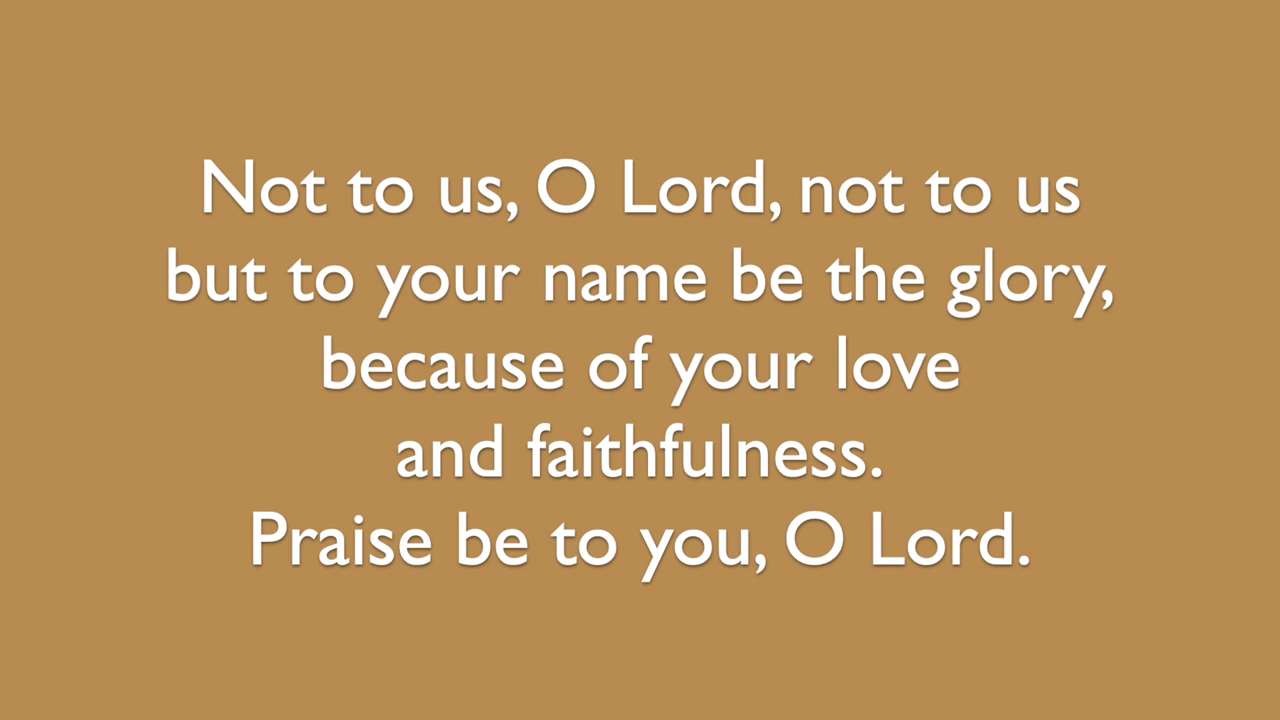 Not to us, O Lord, not to us
but to your name be the glory,
because of your love
and faithfulness.
Praise be to you, O Lord.